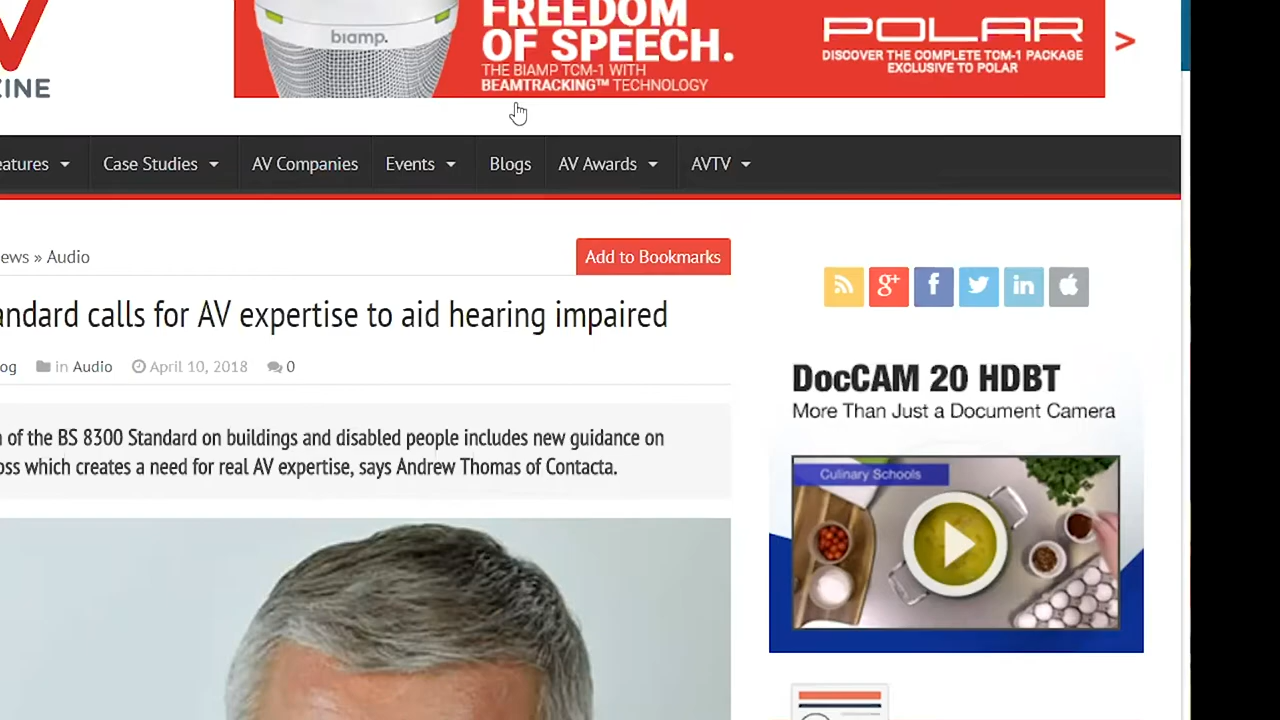 FREEDOM
OF SPEECH.
THE BIAMP TCM-1 WITH
BEAMTRACKING™ TECHNOLOGY
biamp.
POLAR
DISCOVER THE COMPLETE TCM-1 PACKAGE
EXCLUSIVE TO POLAR
>
ZINE
eatures
Case Studies
AV Companies
Events
Blogs
AV Awards
AVTV
ews » Audio
Add to Bookmarks
andard calls for AV expertise to aid hearing impaired
og in Audio April 10, 2018 0
of the BS 8300 Standard on buildings and disabled people includes new guidance on
oss which creates a need for real AV expertise, says Andrew Thomas of Contacta.
g+ f in
DocCAM 20 HDBT
More Than Just a Document Camera
Culinary Schools